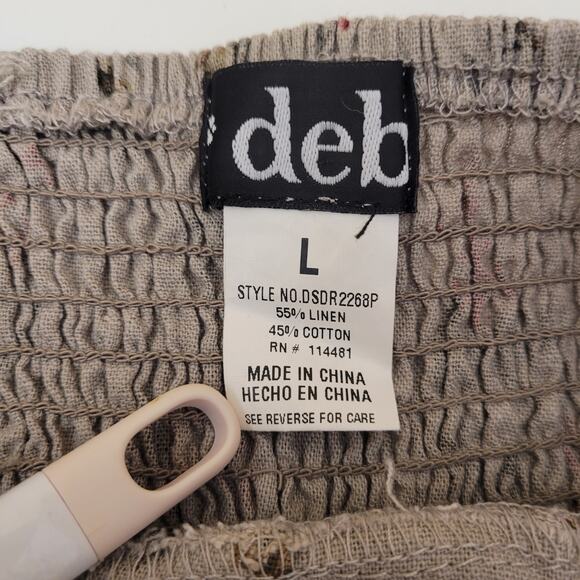 deb
L
STYLE NO.DSDR2268P
55% LINEN
45% COTTON
RN # 114481
MADE IN CHINA
HECHO EN CHINA
SEE REVERSE FOR CARE